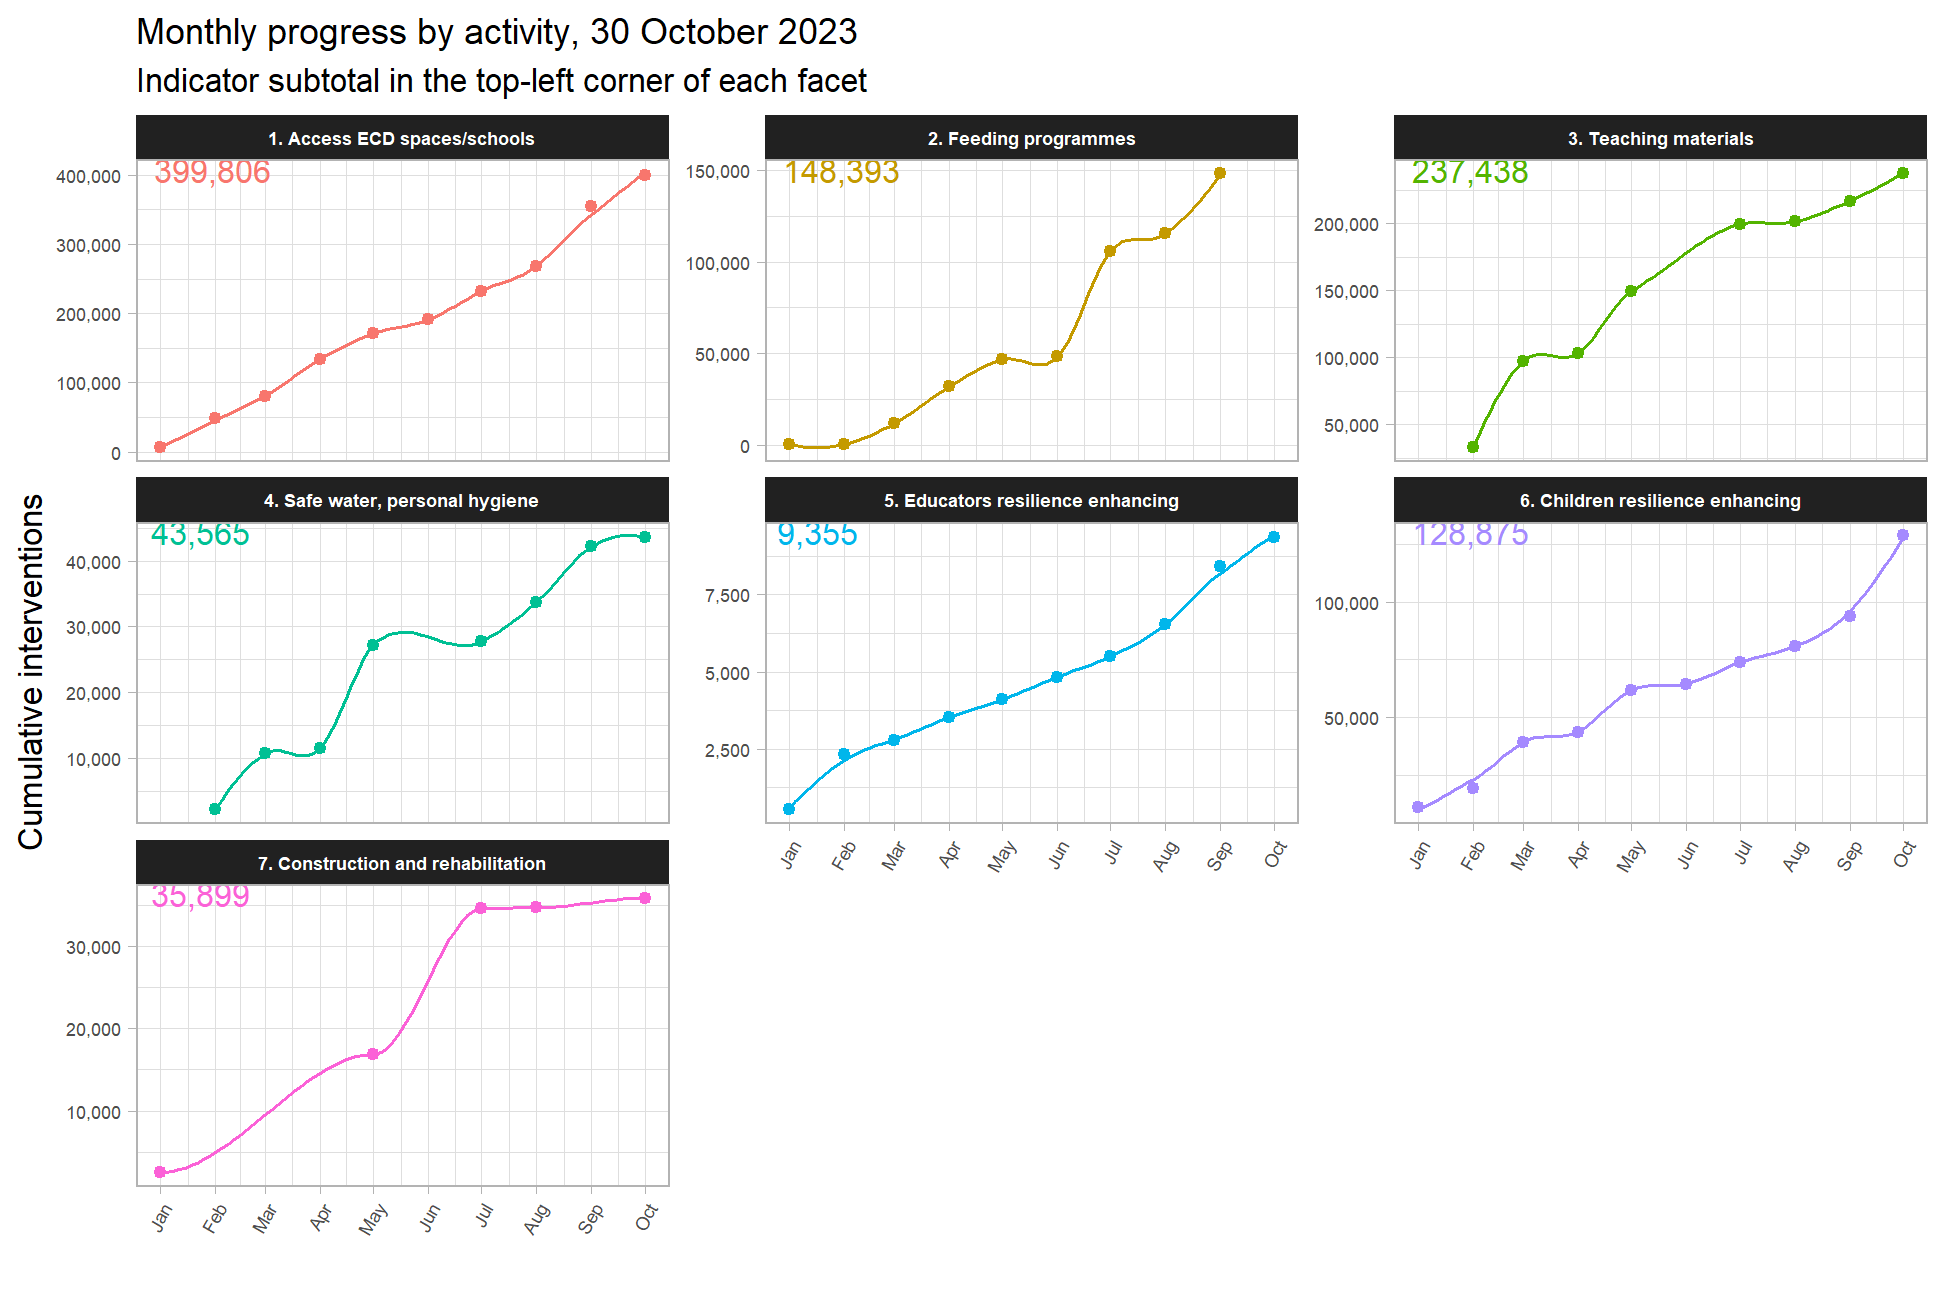 Monthly progress by activity, 30 October 2023
Indicator subtotal in the top-left corner of each facet
Cumulative interventions
1. Access ECD spaces/schools
399,806
400,000
300,000
200,000
100,000
0
2. Feeding programmes
148,393
150,000
100,000
50,000
0
3. Teaching materials
237,438
200,000
150,000
100,000
50,000
4. Safe water, personal hygiene
43,565
40,000
30,000
20,000
10,000
5. Educators resilience enhancing
9,355
7,500
5,000
2,500
Jan Feb Mar Apr May Jun Jul Aug Sep Oct
6. Children resilience enhancing
128,875
100,000
50,000
Jan Feb Mar Apr May Jun Jul Aug Sep Oct
7. Construction and rehabilitation
35,899
30,000
20,000
10,000
Jan Feb Mar Apr May Jun Jul Aug Sep Oct